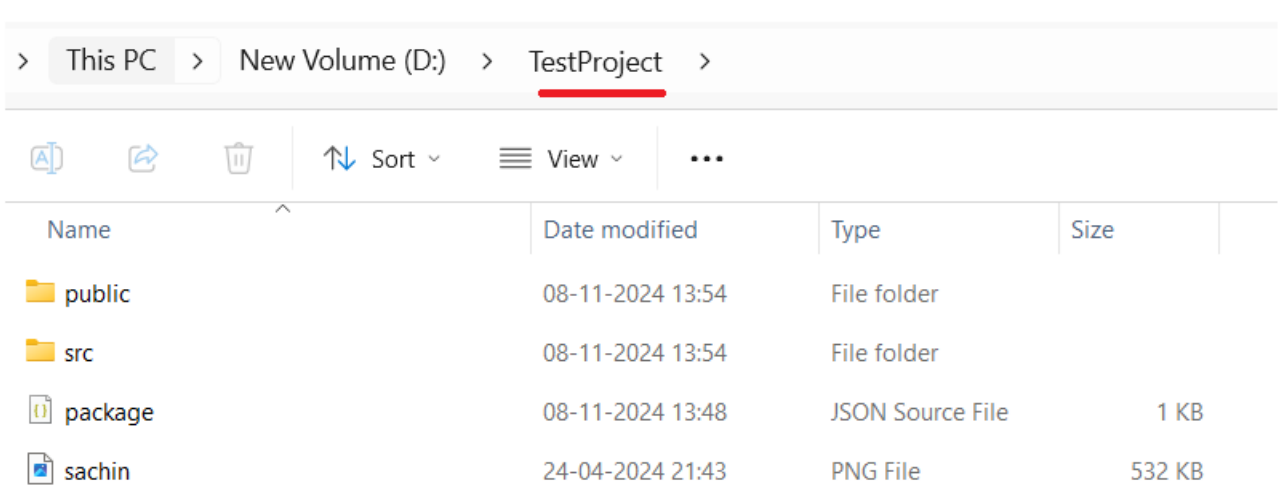 This PC > New Volume (D:) > TestProject >
Sort View ...
Name Date modified Type Size
public 08-11-2024 13:54 File folder
src 08-11-2024 13:54 File folder
package 08-11-2024 13:48 JSON Source File 1 KB
sachin 24-04-2024 21:43 PNG File 532 KB